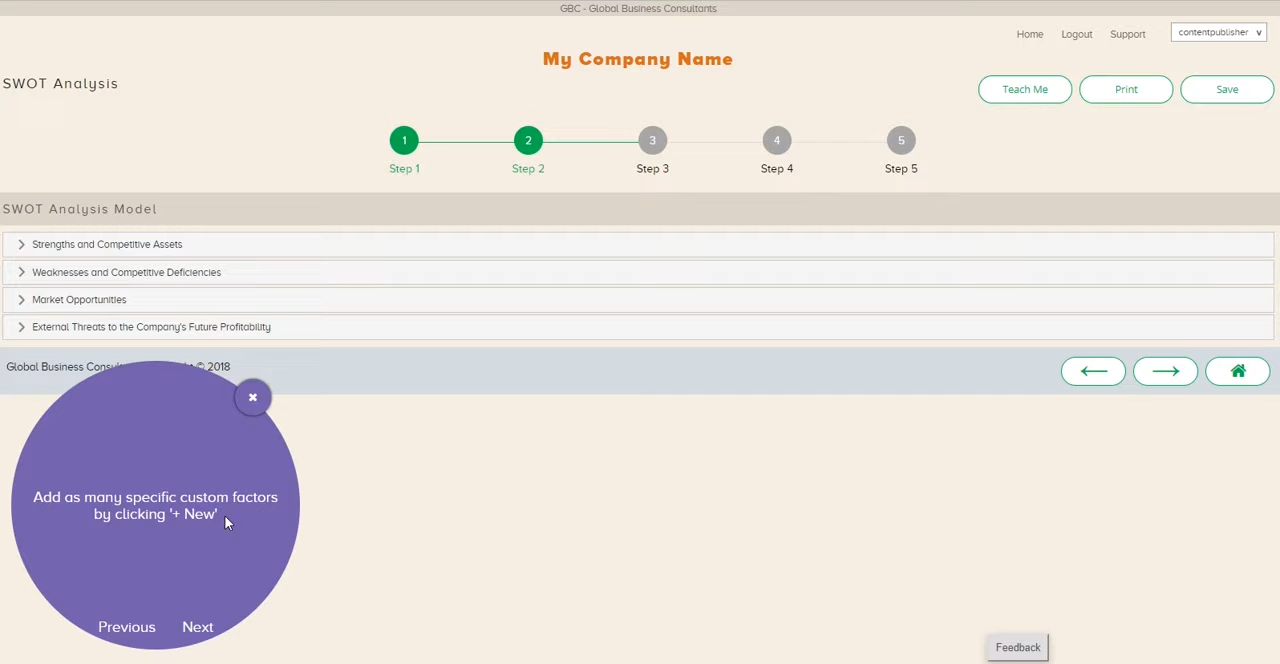 GBC - Global Business Consultants
Home Logout Support contentpublisher
My Company Name
SWOT Analysis
Teach Me Print Save
1 2 3 4 5
Step 1 Step 2 Step 3 Step 4 Step 5
SWOT Analysis Model
Strengths and Competitive Assets
Weaknesses and Competitive Deficiencies
Market Opportunities
External Threats to the Company's Future Profitability
Global Business © 2018
Add as many specific custom factors
by clicking '+ New'
Previous Next
Feedback